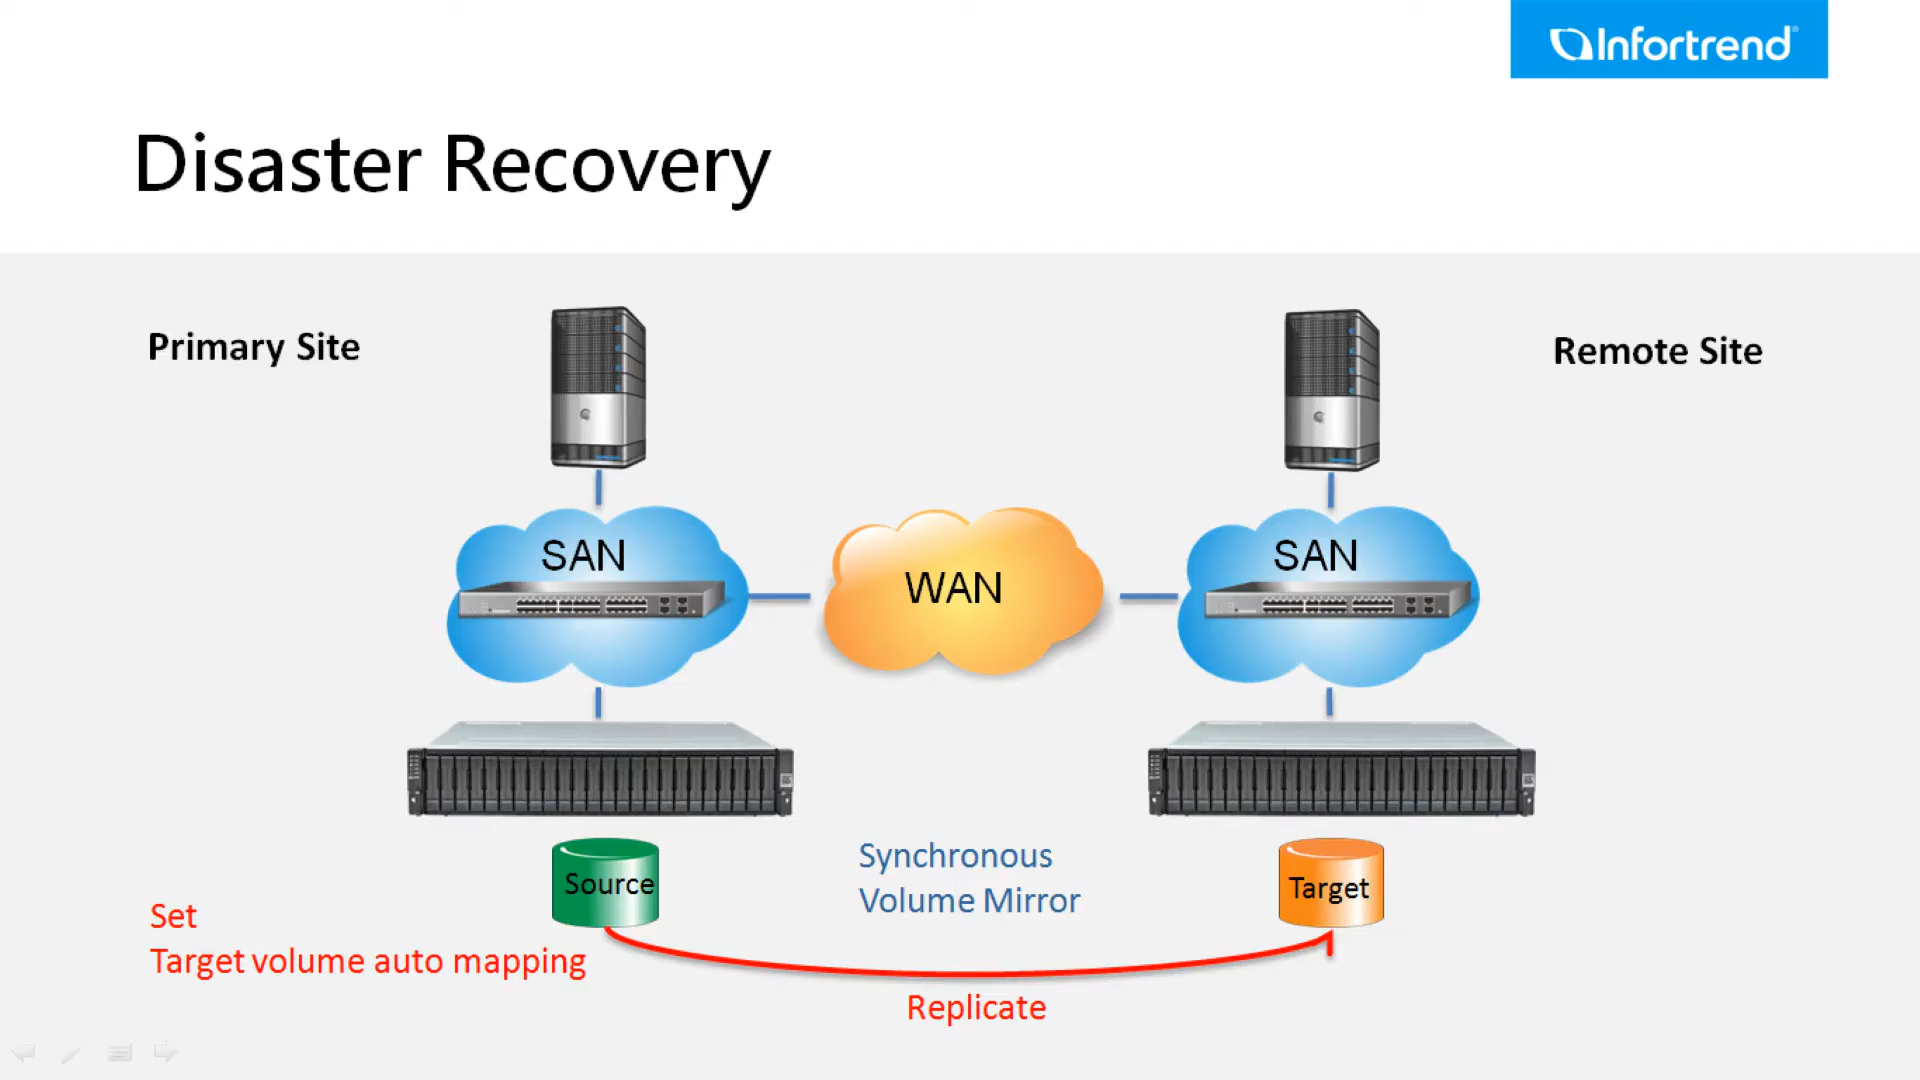 Infortrend
Disaster Recovery
Primary Site
Remote Site
SAN
WAN
SAN
Source
Synchronous
Volume Mirror
Target
Set
Target volume auto mapping
Replicate